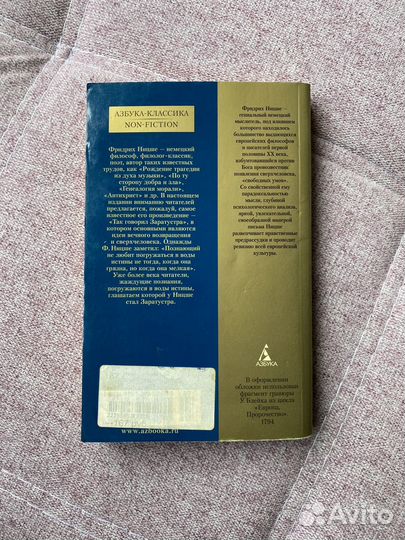 АЗБУКА-КЛАССИКА
NON-FICTION
Фридрих Ницше — немецкий
философ, филолог-классик,
поэт, автор таких известных
трудов, как «Рождение трагедии
из духа музыки», «По ту
сторону добра и зла»,
«Генеалогия морали»,
«Антихрист» и др. В настоящем
издании вниманию читателей
предлагается, пожалуй, самое
известное его произведение —
«Так говорил Заратустра», в
котором основными являются
идеи вечного возвращения
и сверхчеловека. Однажды
Ф. Ницше заметил: «Познающий
не любит погружаться в воды
истины не тогда, когда она
грязна, но когда она мелкая».
Уже более века читатели,
жаждущие познания,
погружаются в воды истины,
глашатаем которой у Ницше
стал Заратустра.
www.azbooka.ru
Фридрих Ницше —
гениальный немецкий
мыслитель, под влиянием
которого находилось
большинство выдающихся
европейских философов
и писателей первой
половины XX века,
взбунтовавшийся против
Бога провозвестник
появления сверхчеловека,
«свободных умов».
Со свойственной ему
парадоксальностью
мысли, глубиной
психологического анализа,
яркой, увлекательной,
своеобразной манерой
письма Ницше
развенчивает нравственные
предрассудки и проводит
ревизию всей европейской
культуры.
АЗБУКА
В оформлении
обложки использован
фрагмент гравюры
У. Блейка из цикла
«Европа,
Пророчество».
1794
Avito